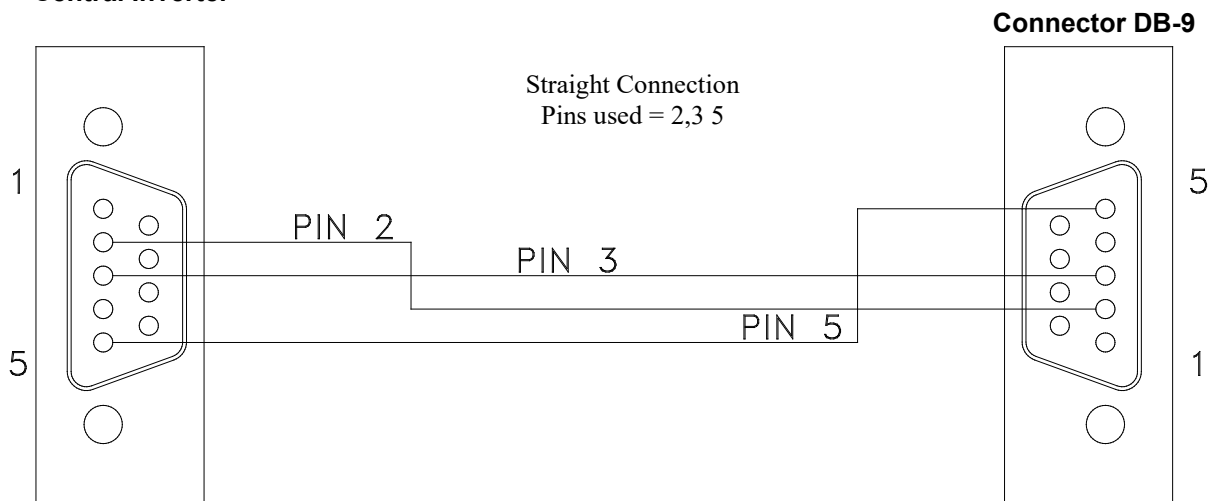 Central Inverter
Connector DB-9
Straight Connection
Pins used = 2,3 5
1
5
PIN 2
PIN 3
PIN 5
5
1